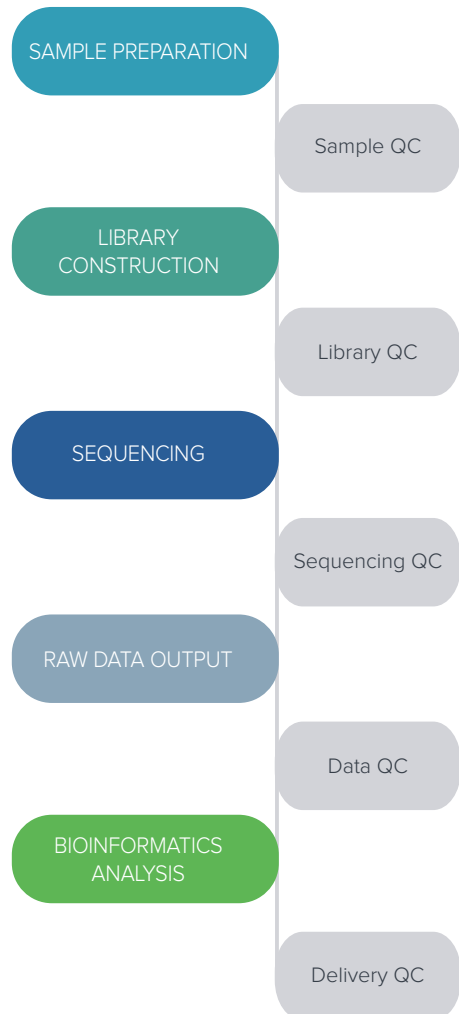 SAMPLE PREPARATION
Sample QC
LIBRARY
CONSTRUCTION
Library QC
SEQUENCING
Sequencing QC
RAW DATA OUTPUT
Data QC
BIOINFORMATICS
ANALYSIS
Delivery QC